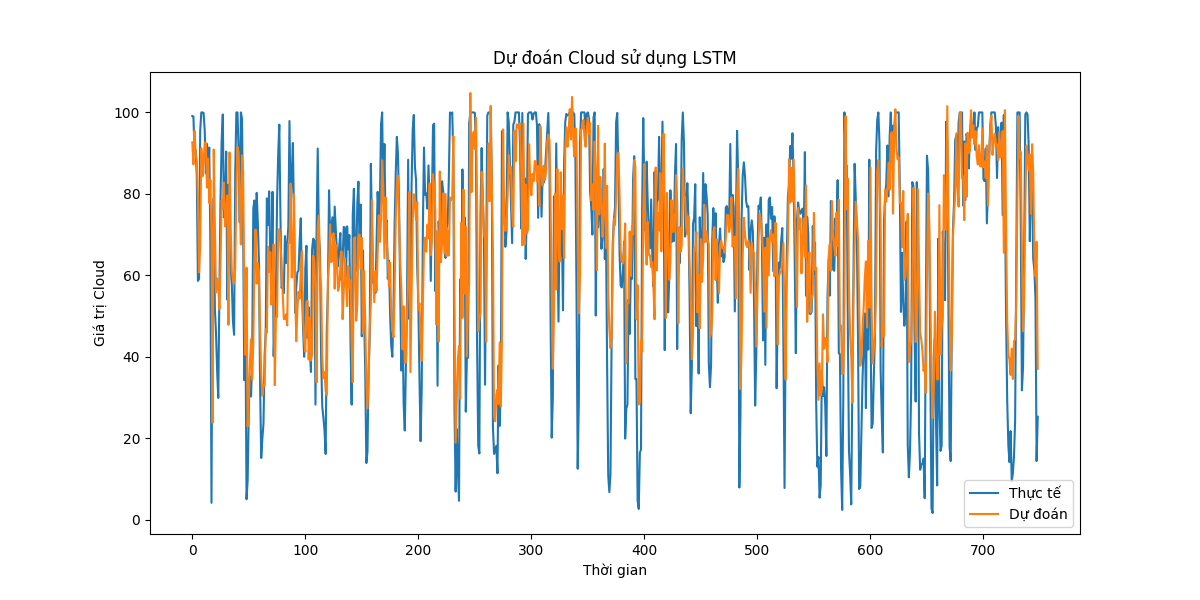 Dự đoán Cloud sử dụng LSTM
100
80
60
40
20
0
Giá trị Cloud
0 100 200 300 400 500 600 700
Thời gian
Thực tế
Dự đoán